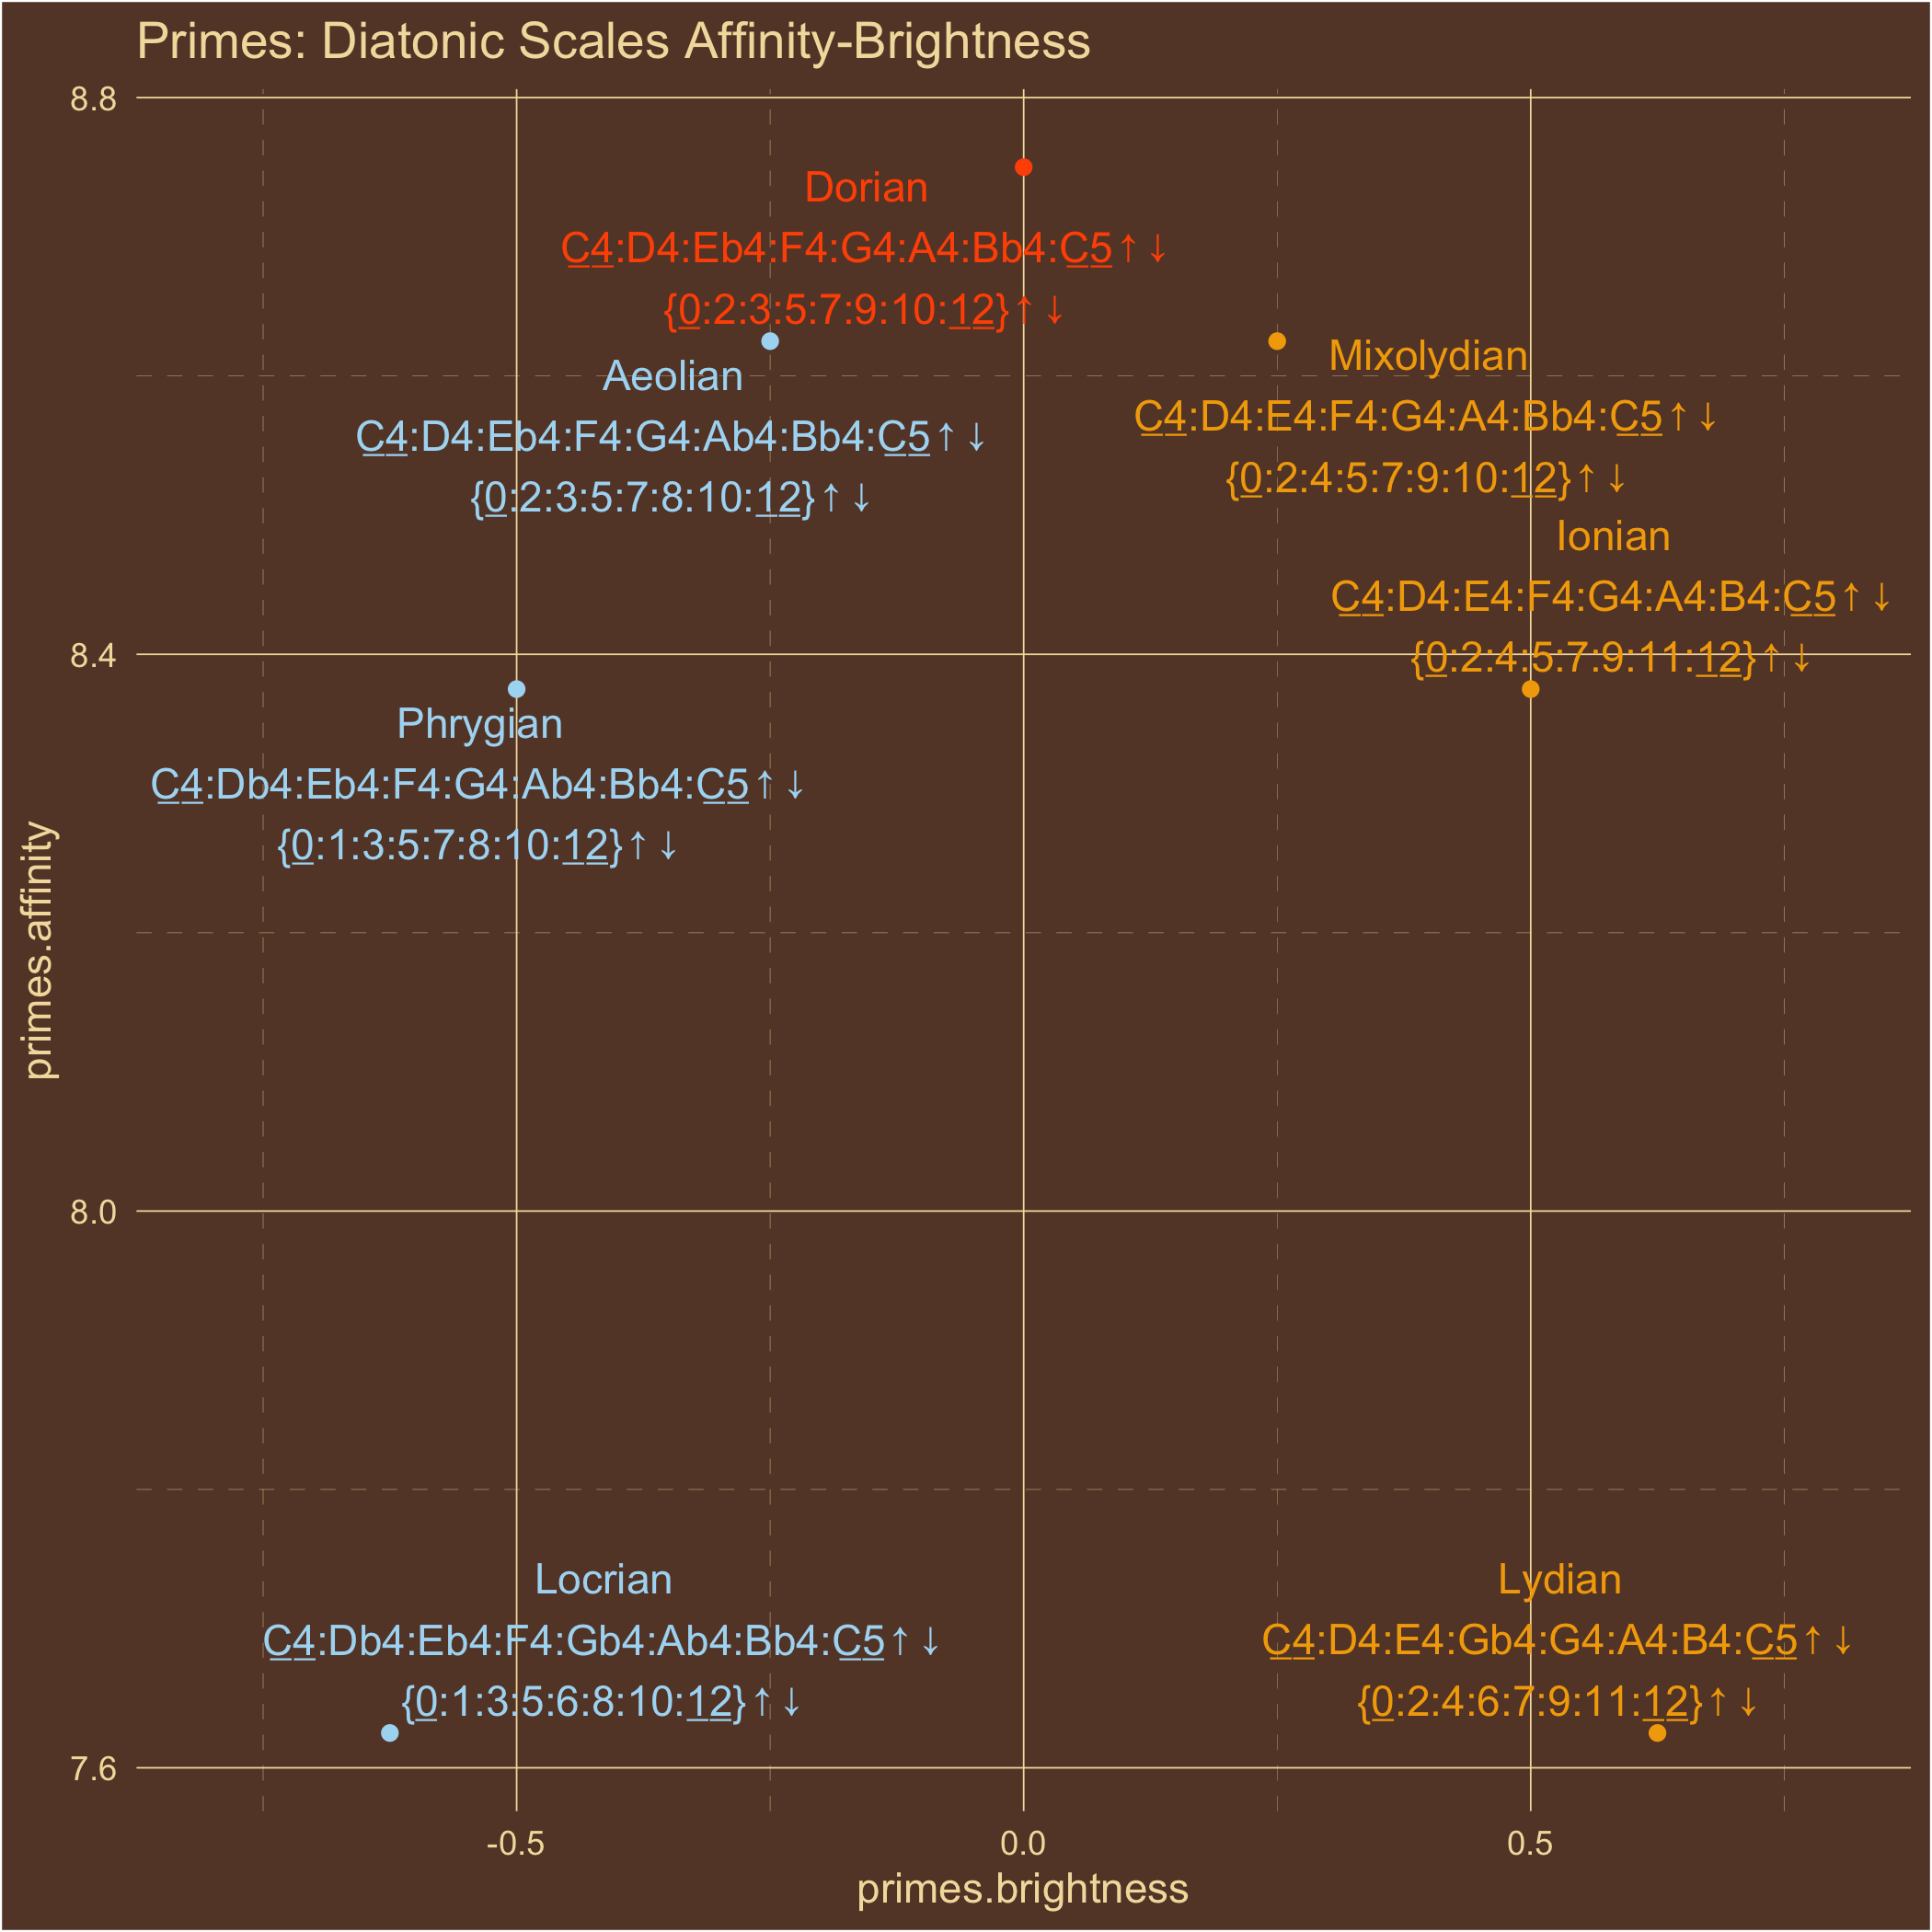 Primes: Diatonic Scales Affinity-Brightness
8.8
Dorian
C4:D4:Eb4:F4:G4:A4:Bb4:C5↑↓
{0:2:3:5:7:9:10:12}↑↓
Aeolian
C4:D4:Eb4:F4:G4:Ab4:Bb4:C5↑↓
{0:2:3:5:7:8:10:12}↑↓
Mixolydian
C4:D4:E4:F4:G4:A4:Bb4:C5↑↓
{0:2:4:5:7:9:10:12}↑↓
Ionian
C4:D4:E4:F4:G4:A4:B4:C5↑↓
{0:2:4:5:7:9:11:12}↑↓
8.4
Phrygian
C4:Db4:Eb4:F4:G4:Ab4:Bb4:C5↑↓
{0:1:3:5:7:8:10:12}↑↓
primes.affinity
8.0
Locrian
C4:Db4:Eb4:F4:Gb4:Ab4:Bb4:C5↑↓
{0:1:3:5:6:8:10:12}↑↓
Lydian
C4:D4:E4:Gb4:G4:A4:B4:C5↑↓
{0:2:4:6:7:9:11:12}↑↓
7.6
-0.5 0.0 0.5
primes.brightness